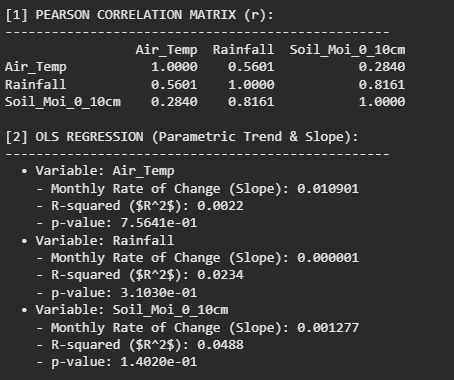 [1] PEARSON CORRELATION MATRIX (r):
--------------------------------------------------
Air_Temp Rainfall Soil_Moi_0_10cm
Air_Temp 1.0000 0.5601 0.2840
Rainfall 0.5601 1.0000 0.8161
Soil_Moi_0_10cm 0.2840 0.8161 1.0000
[2] OLS REGRESSION (Parametric Trend & Slope):
--------------------------------------------------
• Variable: Air_Temp
- Monthly Rate of Change (Slope): 0.010901
- R-squared ($R^2$): 0.0022
- p-value: 7.5641e-01
• Variable: Rainfall
- Monthly Rate of Change (Slope): 0.000001
- R-squared ($R^2$): 0.0234
- p-value: 3.1030e-01
• Variable: Soil_Moi_0_10cm
- Monthly Rate of Change (Slope): 0.001277
- R-squared ($R^2$): 0.0488
- p-value: 1.4020e-01